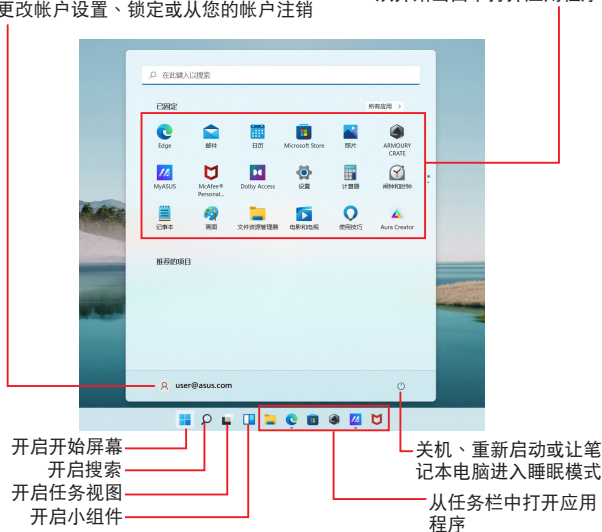 更改帐户设置、锁定或从您的帐户注销
在此键入以搜索
已固定
所有应用 >
Edge
邮件
日历
Microsoft Store
照片
ARMOURY
CRATE
MyASUS
McAfee®
Personal...
Dolby Access
设置
计算器
闹钟和时钟
记事本
画图
文件资源管理器
电影和电视
使用技巧
Aura Creator
推荐的项目
user@asus.com
开启开始屏幕
开启搜索
开启任务视图
开启小组件
关机、重新启动或让笔
记本电脑进入睡眠模式
从任务栏中打开应用
程序